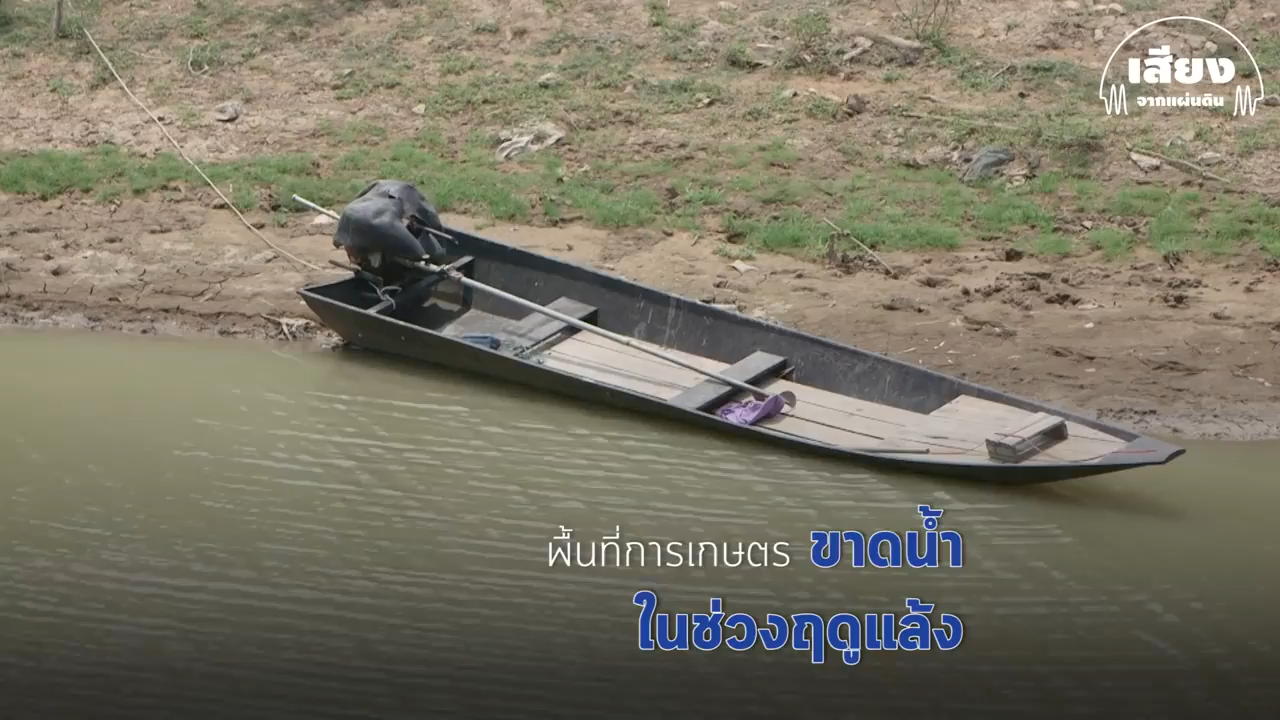 เสียง
จากแผ่นดิน
พื้นที่การเกษตร ขาดน้ำ
ในช่วงฤดูแล้ง